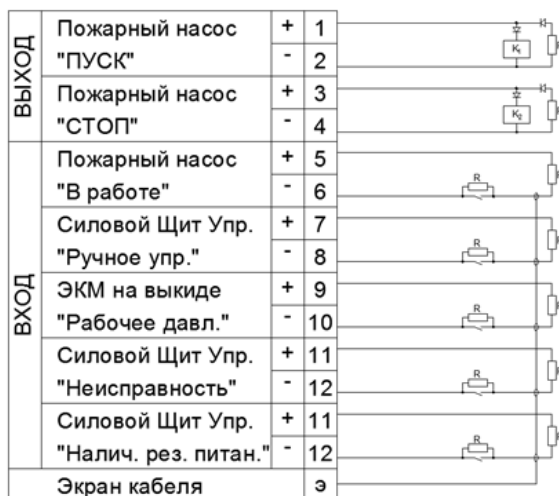 ВЫХОД
Пожарный насос + 1
"ПУСК" - 2
K1
Пожарный насос + 3
"СТОП" - 4
K2
ВХОД
Пожарный насос + 5
"В работе" - 6
R
Силовой Щит Упр. + 7
"Ручное упр." - 8
R
ЭКМ на выкиде + 9
"Рабочее давл." - 10
R
Силовой Щит Упр. + 11
"Неисправность" - 12
R
Силовой Щит Упр. + 11
"Налич. рез. питан." - 12
R
Экран кабеля э